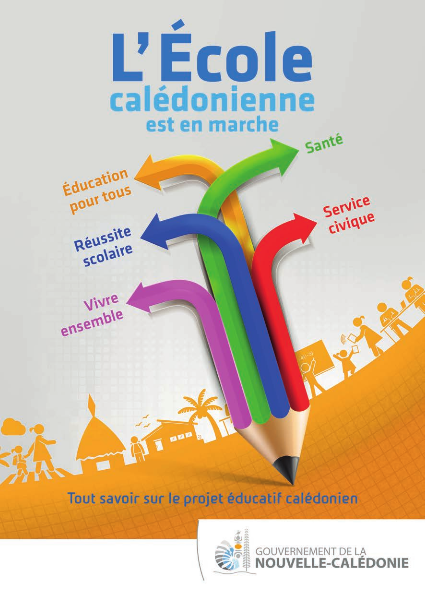 L'École
calédonienne
est en marche
Santé
Éducation
pour tous
Service
civique
Réussite
scolaire
Vivre
ensemble
Tout savoir sur le projet éducatif calédonien
GOUVERNEMENT DE LA
NOUVELLE-CALÉDONIE